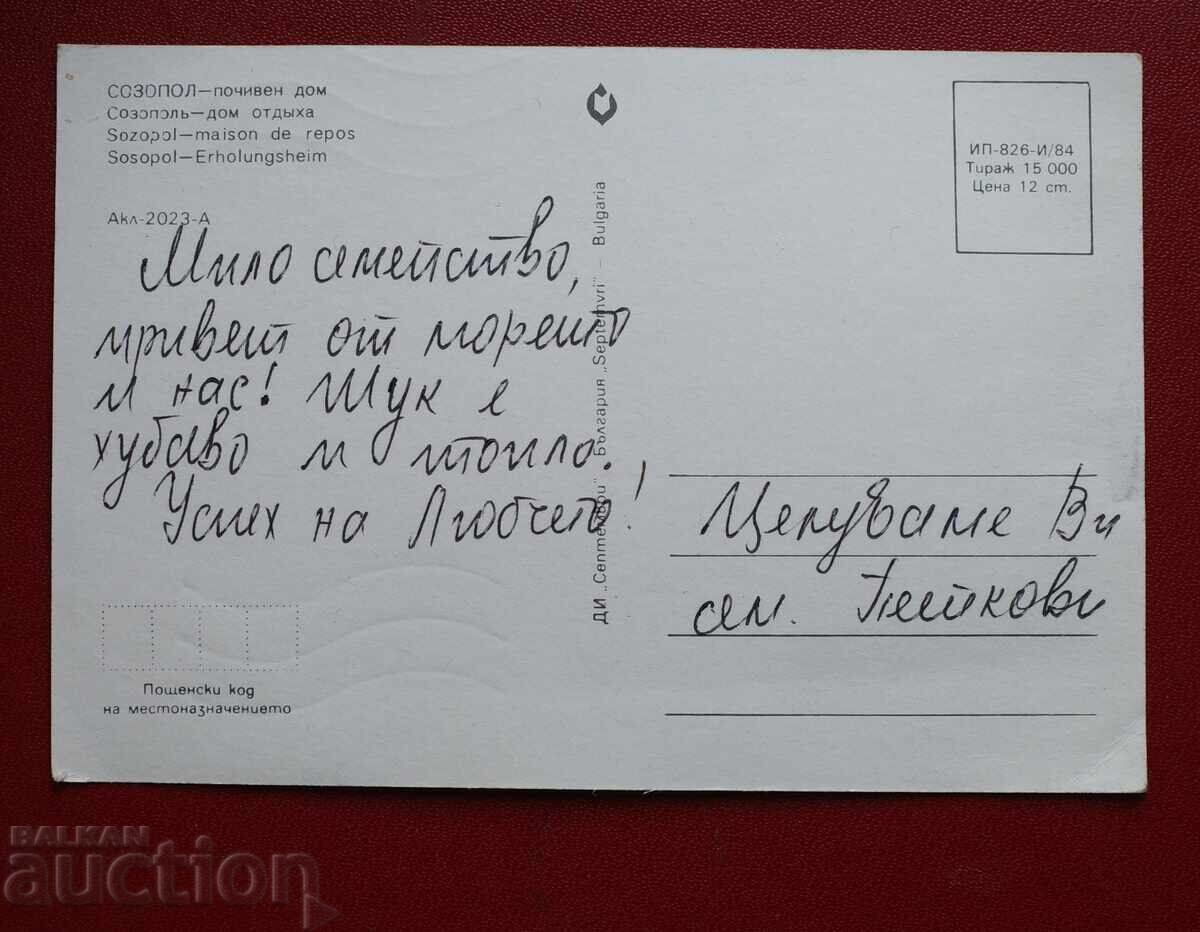 СОЗОПОЛ—почивен дом
Созополь—дом отдыха
Sozopol—maison de repos
Sosopol—Erholungsheim
Акл-2023-А
Мило семейство,
привет от морето
и нас! Тук е
хубаво и топло.
Успех на Любчето!
Пощенски код
на местоназначението
ДИ „Септември" България „Septemvri" – Bulgaria
ИП-826-И/84
Тираж 15 000
Цена 12 ст.
Целуваме Ви
сем. Пейкови
BALKAN
auction